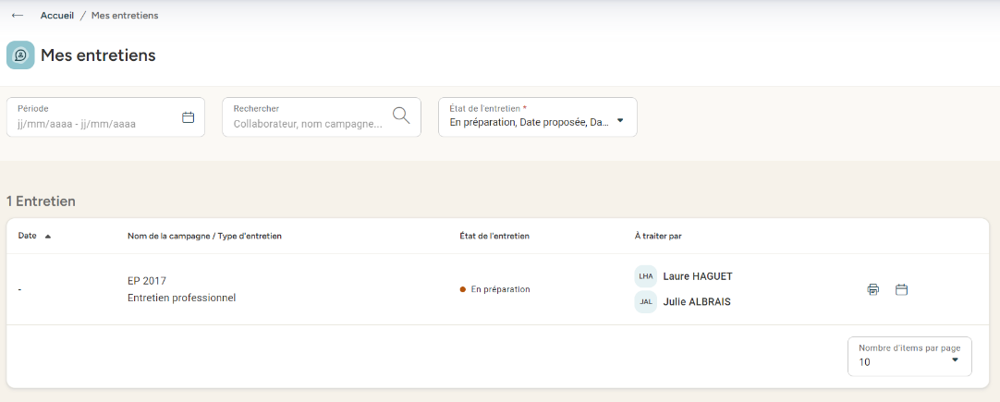 ← Accueil / Mes entretiens
Mes entretiens
Période
jj/mm/aaaa - jj/mm/aaaa
Rechercher
Collaborateur, nom campagne...
État de l'entretien *
En préparation, Date proposée, Da...
1 Entretien
Date Nom de la campagne / Type d'entretien État de l'entretien À traiter par
-
EP 2017
Entretien professionnel
En préparation
LHA Laure HAGUET
JAL Julie ALBRAIS
Nombre d'items par page
10